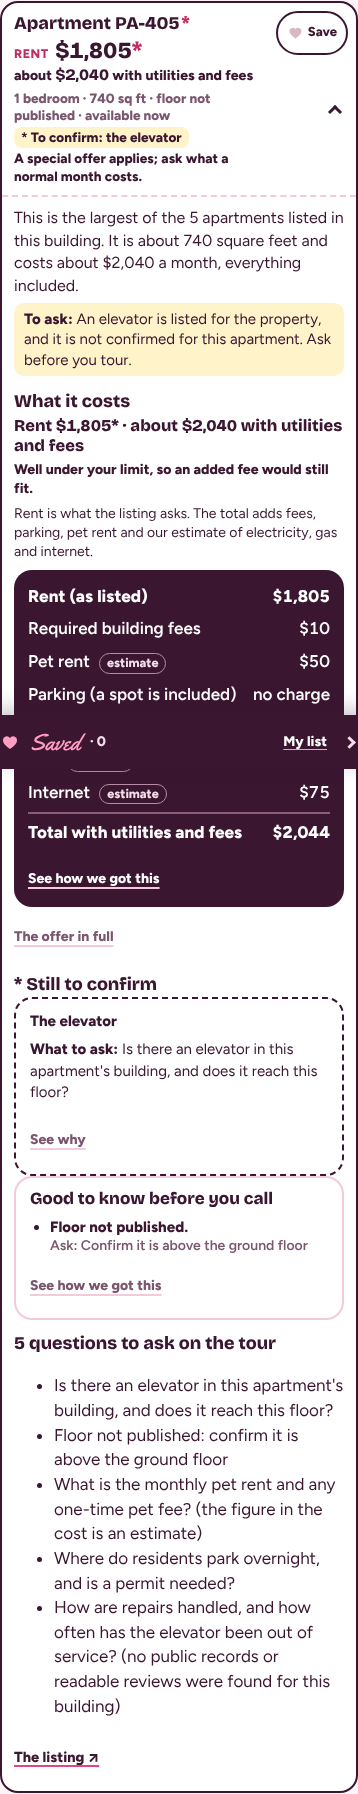 Apartment PA-405*
Save
RENT $1,805*
about $2,040 with utilities and fees
1 bedroom · 740 sq ft · floor not
published · available now
* To confirm: the elevator
A special offer applies; ask what a
normal month costs.
This is the largest of the 5 apartments listed in
this building. It is about 740 square feet and
costs about $2,040 a month, everything
included.
To ask: An elevator is listed for the property,
and it is not confirmed for this apartment. Ask
before you tour.
What it costs
Rent $1,805* · about $2,040 with utilities
and fees
Well under your limit, so an added fee would still
fit.
Rent is what the listing asks. The total adds fees,
parking, pet rent and our estimate of electricity, gas
and internet.
Rent (as listed) $1,805
Required building fees $10
Pet rent estimate $50
Parking (a spot is included) no charge
Saved · 0 My list
Internet estimate $75
Total with utilities and fees $2,044
See how we got this
The offer in full
* Still to confirm
The elevator
What to ask: Is there an elevator in this
apartment's building, and does it reach this
floor?
See why
Good to know before you call
• Floor not published.
Ask: Confirm it is above the ground floor
See how we got this
5 questions to ask on the tour
• Is there an elevator in this apartment's
building, and does it reach this floor?
• Floor not published: confirm it is
above the ground floor
• What is the monthly pet rent and any
one-time pet fee? (the figure in the
cost is an estimate)
• Where do residents park overnight,
and is a permit needed?
• How are repairs handled, and how
often has the elevator been out of
service? (no public records or
readable reviews were found for this
building)
The listing ↗